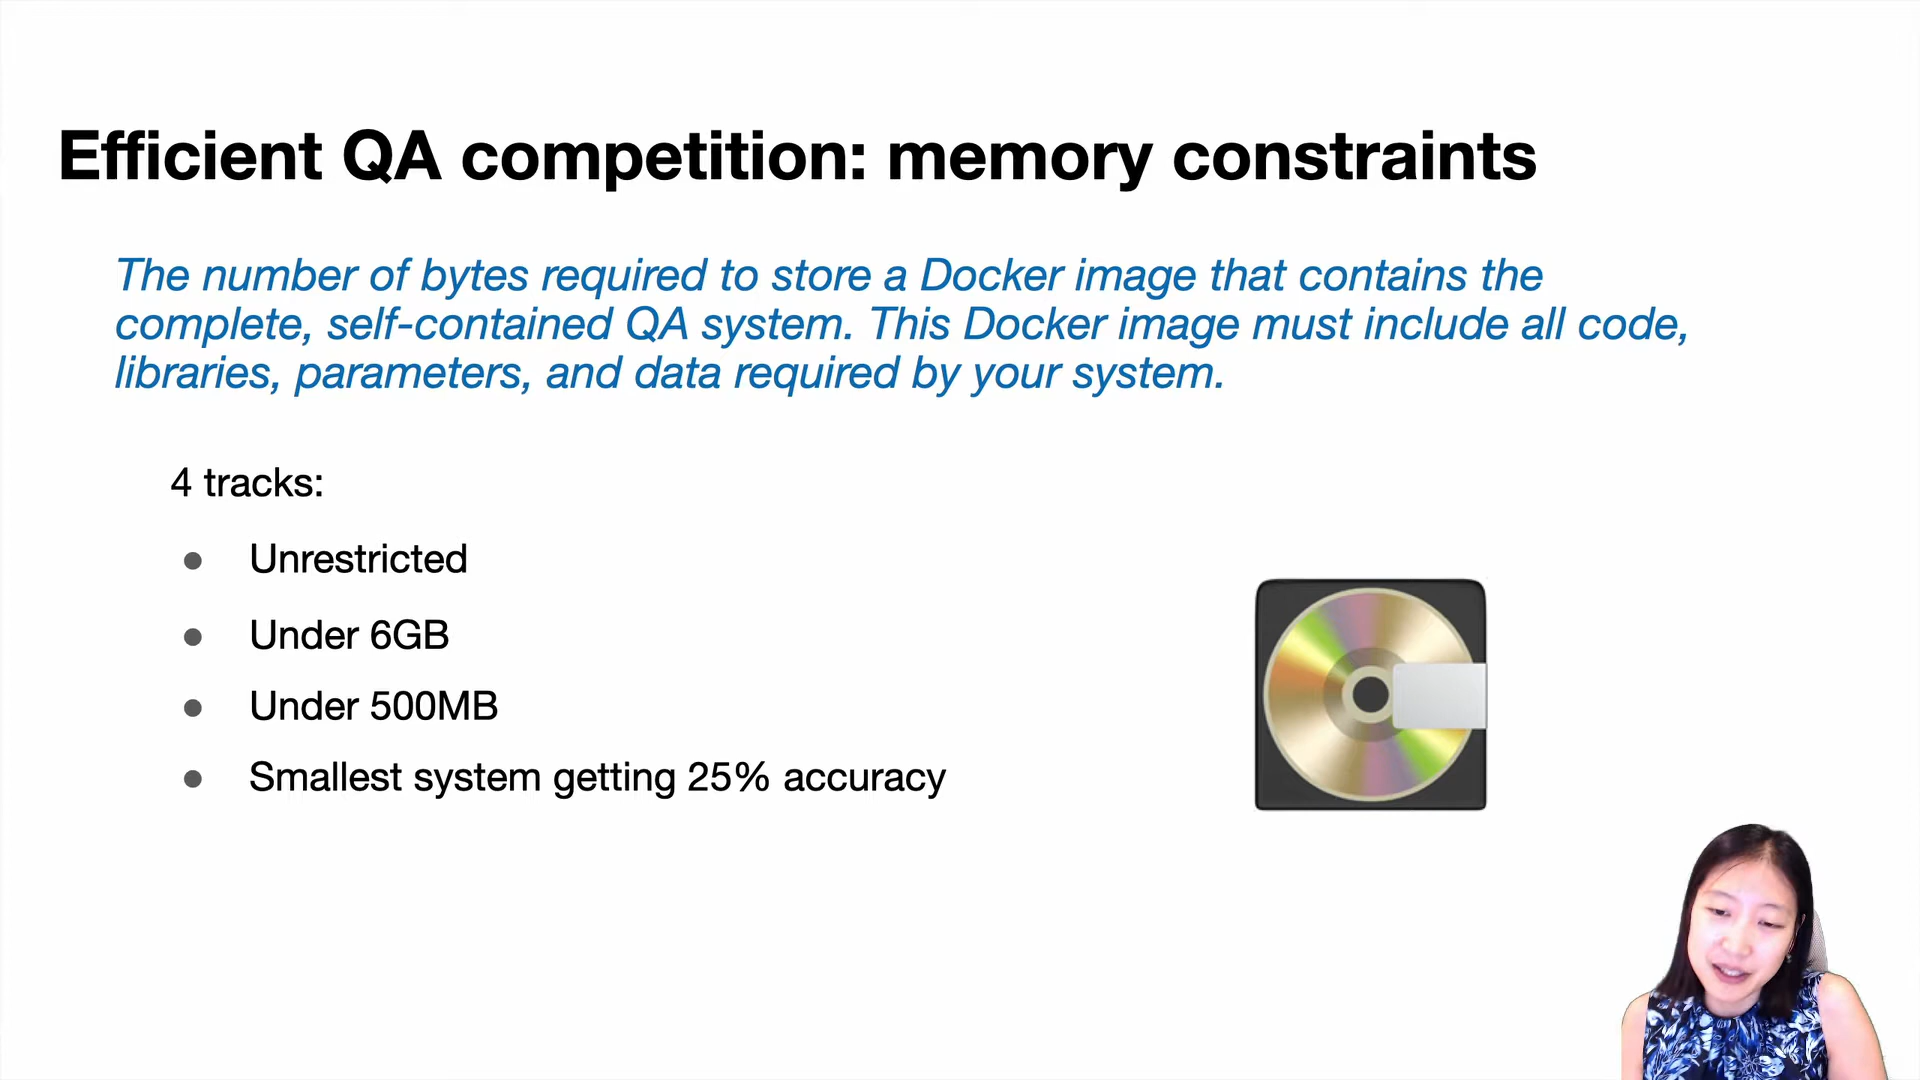 Efficient QA competition: memory constraints
The number of bytes required to store a Docker image that contains the
complete, self-contained QA system. This Docker image must include all code,
libraries, parameters, and data required by your system.
4 tracks:
● Unrestricted
● Under 6GB
● Under 500MB
● Smallest system getting 25% accuracy